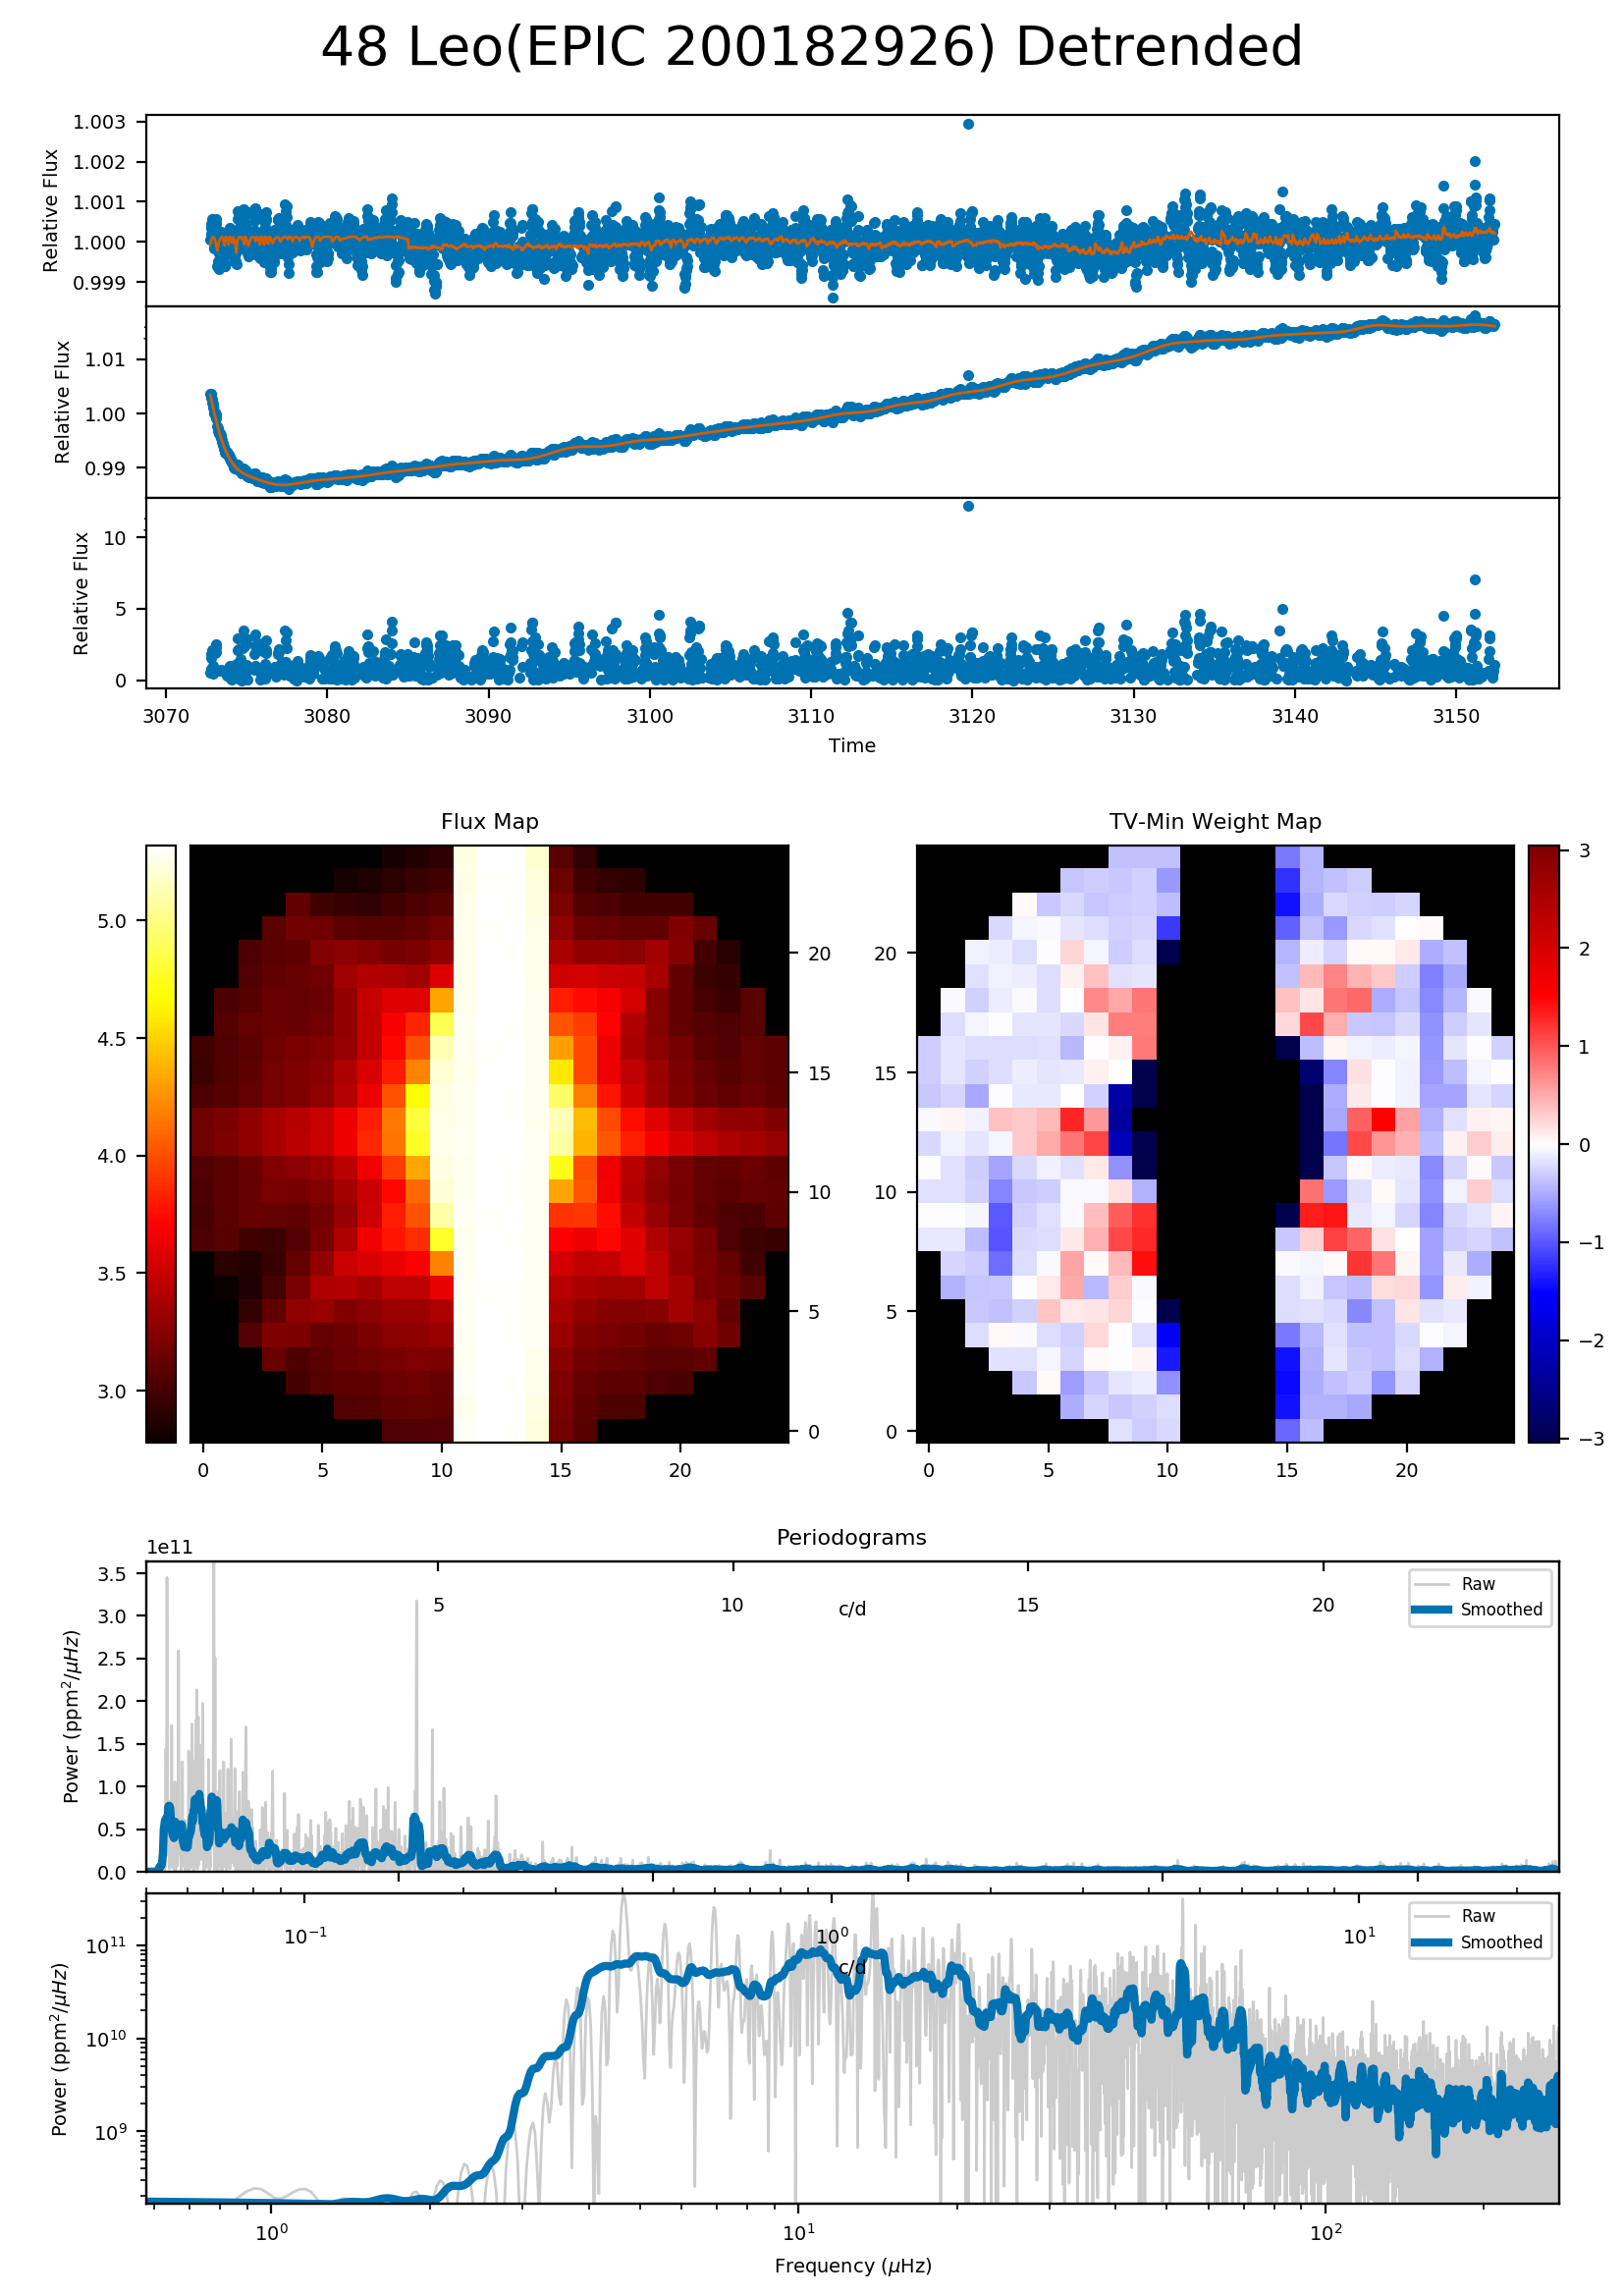 48 Leo(EPIC 200182926) Detrended
1.003
1.002
1.001
1.000
0.999
Relative Flux
1.01
1.00
0.99
Relative Flux
10
5
0
Relative Flux
3070 3080 3090 3100 3110 3120 3130 3140 3150
Time
Flux Map
5.0
4.5
4.0
3.5
3.0
20
15
10
5
0
0 5 10 15 20
TV-Min Weight Map
20
15
10
5
0
0 5 10 15 20
3
2
1
0
−1
−2
−3
Periodograms
1e11
3.5
3.0
2.5
2.0
1.5
1.0
0.5
0.0
Power (ppm²/μHz)
5 10 15 20
c/d
Raw
Smoothed
10¹¹
10¹⁰
10⁹
Power (ppm²/μHz)
10⁻¹ 10⁰ 10¹
c/d
Raw
Smoothed
10⁰ 10¹ 10²
Frequency (μHz)